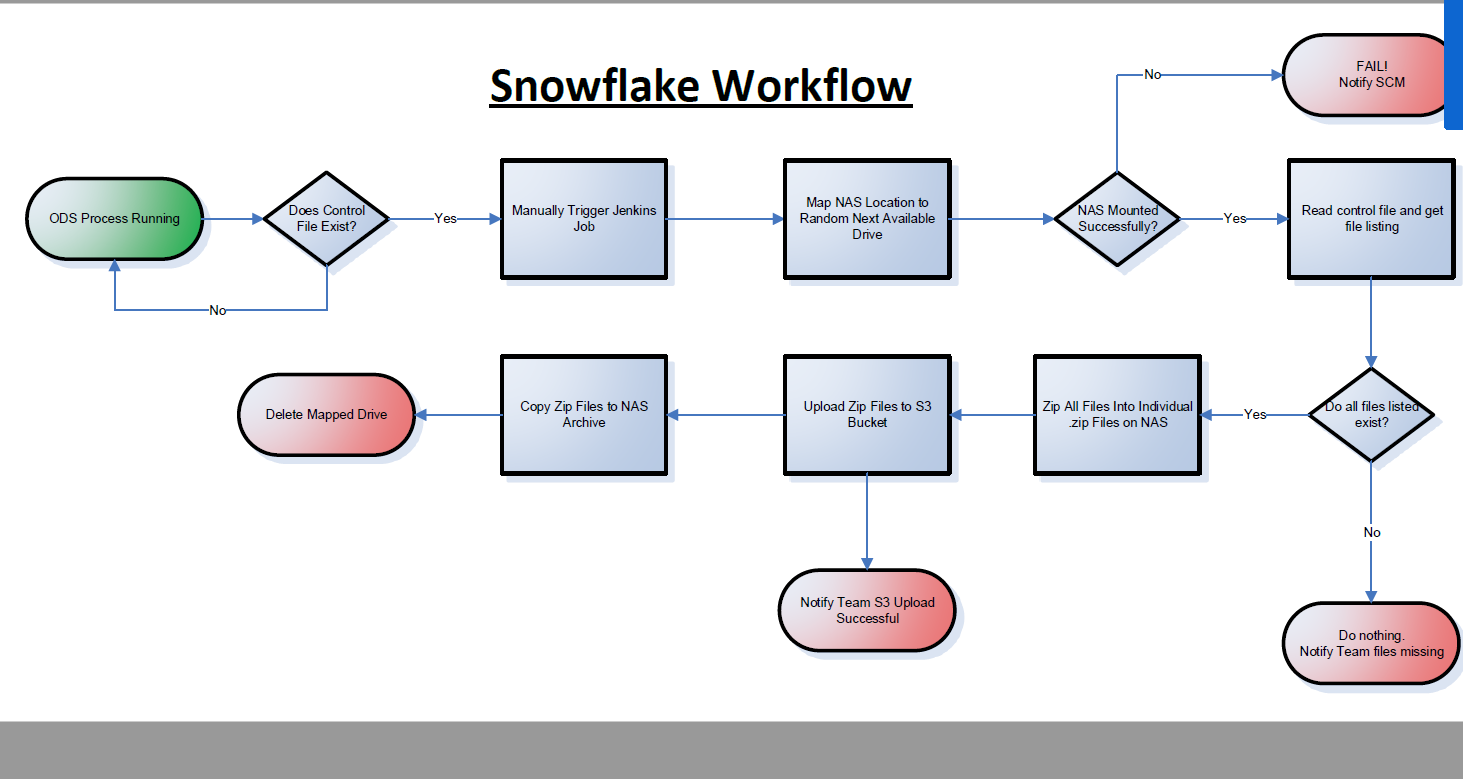 Snowflake Workflow
No
FAIL!
Notify SCM
ODS Process Running
Does Control
File Exist?
Yes
Manually Trigger Jenkins
Job
Map NAS Location to
Random Next Available
Drive
NAS Mounted
Successfully?
Yes
Read control file and get
file listing
No
Delete Mapped Drive
Copy Zip Files to NAS
Archive
Upload Zip Files to S3
Bucket
Zip All Files Into Individual
.zip Files on NAS
Yes
Do all files listed
exist?
No
Notify Team S3 Upload
Successful
Do nothing.
Notify Team files missing